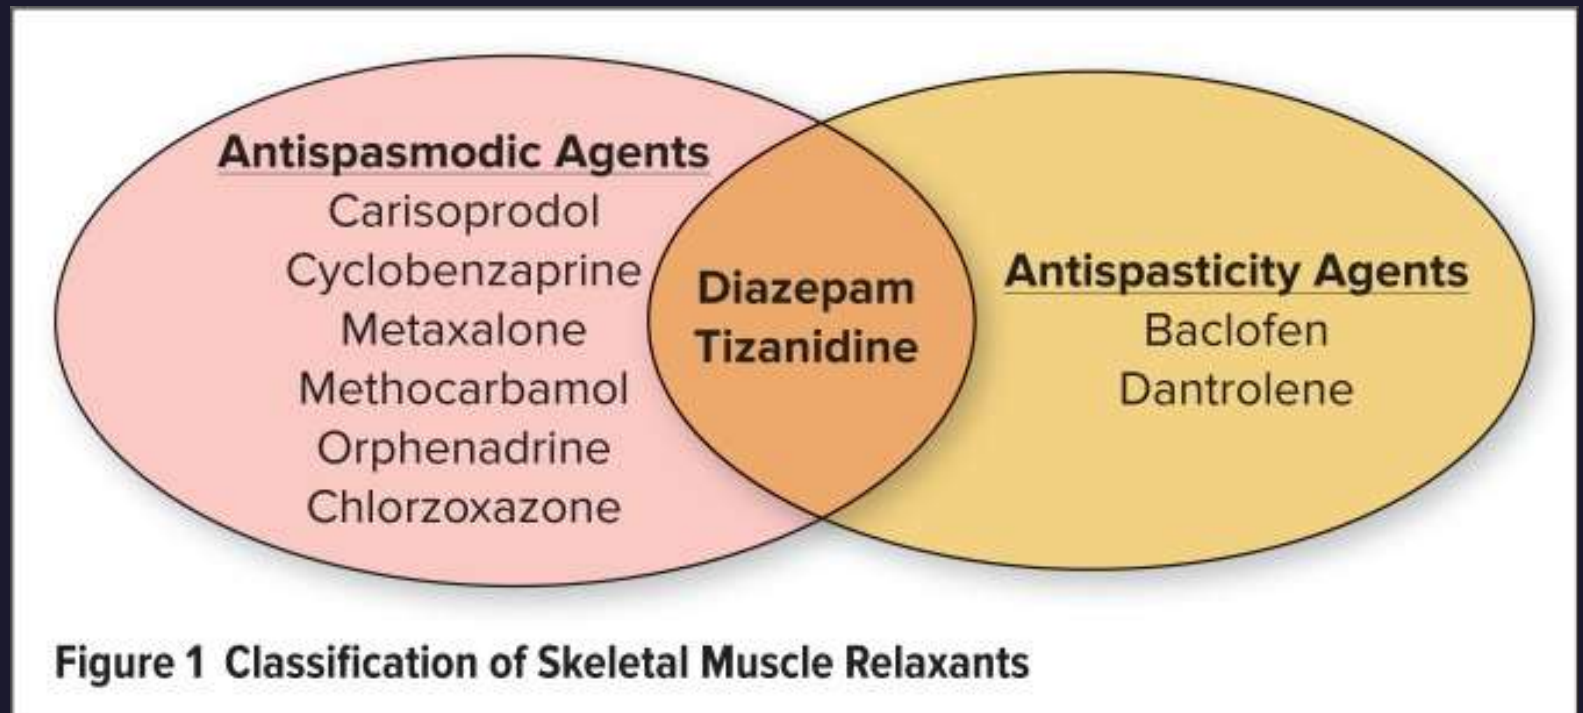 Antispasmodic Agents
Carisoprodol
Cyclobenzaprine
Metaxalone
Methocarbamol
Orphenadrine
Chlorzoxazone
Diazepam
Tizanidine
Antispasticity Agents
Baclofen
Dantrolene
Figure 1 Classification of Skeletal Muscle Relaxants